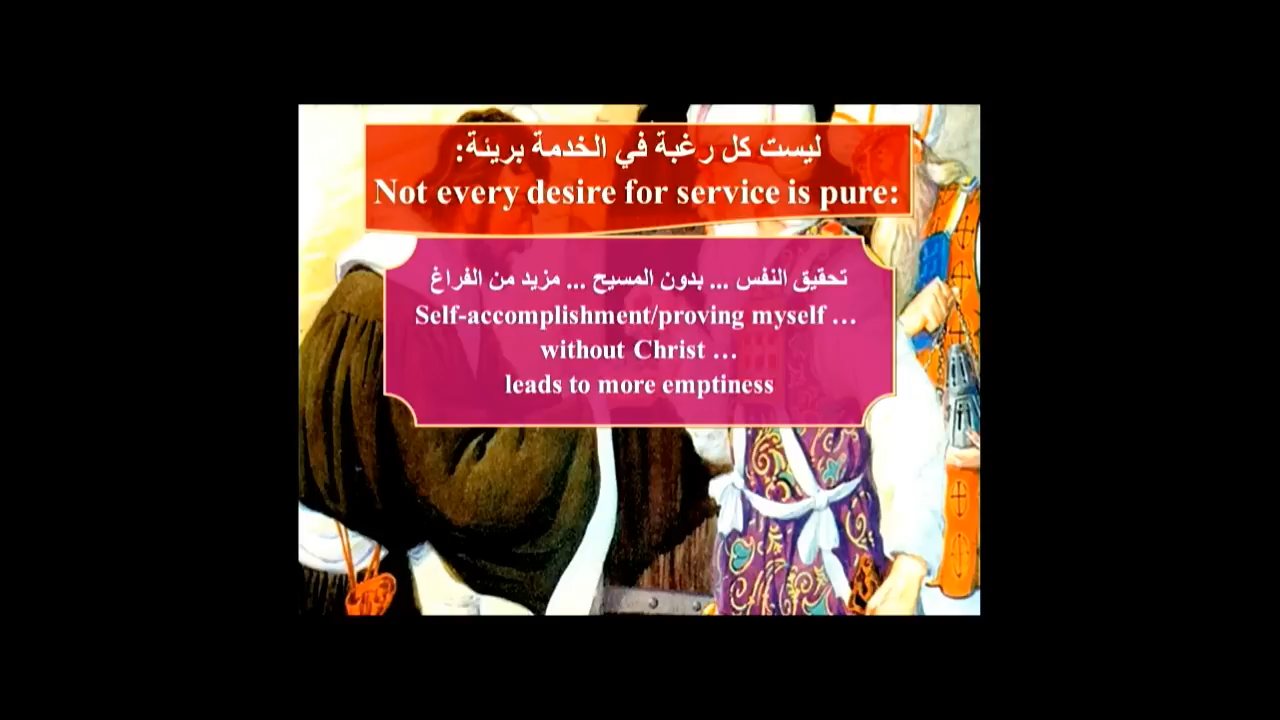 ليست كل رغبة في الخدمة بريئة:
Not every desire for service is pure:
تحقيق النفس ... بدون المسيح ... مزيد من الفراغ
Self-accomplishment/proving myself …
without Christ …
leads to more emptiness